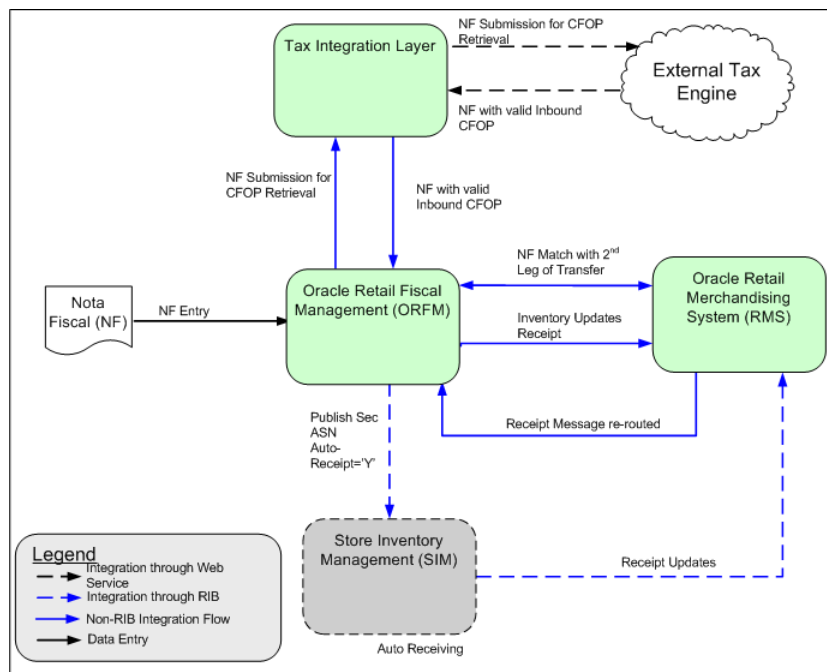 Tax Integration Layer
NF Submission for CFOP
Retrieval
External Tax
Engine
NF with valid Inbound
CFOP
NF Submission for
CFOP Retrieval
NF with valid
Inbound CFOP
Nota
Fiscal (NF)
NF Entry
Oracle Retail Fiscal
Management (ORFM)
NF Match with 2nd
Leg of Transfer
Oracle Retail
Merchandising
System (RMS)
Inventory Updates
Receipt
Receipt Message re-routed
Publish Sec
ASN
Auto-
Receipt='Y'
Store Inventory
Management (SIM)
Receipt Updates
Auto Receiving
Legend
Integration through Web
Service
Integration through RIB
Non-RIB Integration Flow
Data Entry